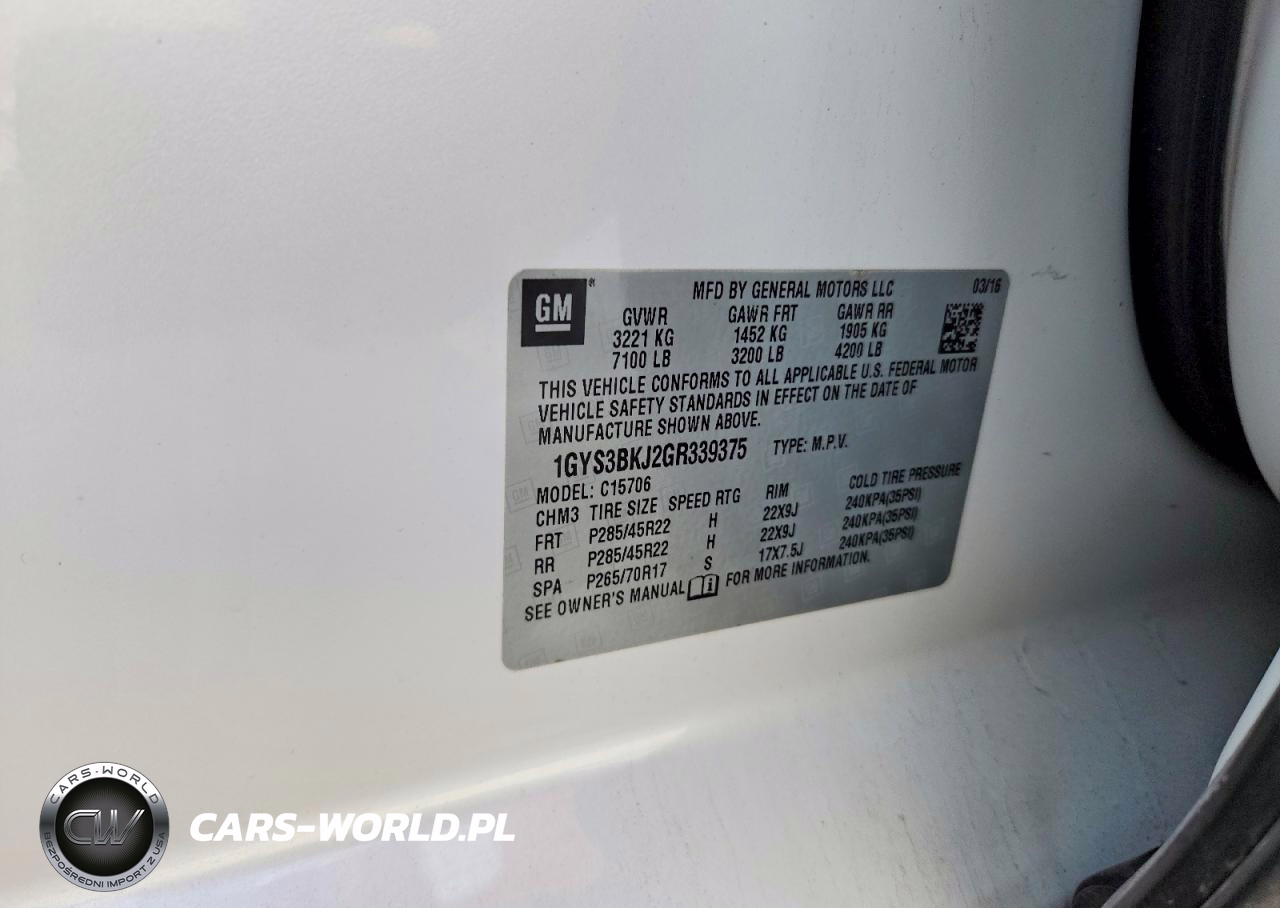 GM
MFD BY GENERAL MOTORS LLC 03/16
GVWR GAWR FRT GAWR RR
3221 KG 1452 KG 1905 KG
7100 LB 3200 LB 4200 LB
THIS VEHICLE CONFORMS TO ALL APPLICABLE U.S. FEDERAL MOTOR
VEHICLE SAFETY STANDARDS IN EFFECT ON THE DATE OF
MANUFACTURE SHOWN ABOVE.
1GYS3BKJ2GR339375 TYPE: M.P.V.
MODEL: C15706
CHM3 TIRE SIZE SPEED RTG RIM COLD TIRE PRESSURE
FRT P285/45R22 H 22X9J 240KPA(35PSI)
RR P285/45R22 H 22X9J 240KPA(35PSI)
SPA P265/70R17 S 17X7.5J 240KPA(35PSI)
SEE OWNER'S MANUAL FOR MORE INFORMATION.
CARS-WORLD
CW
BEZPOŚREDNI IMPORT Z USA
CARS-WORLD.PL